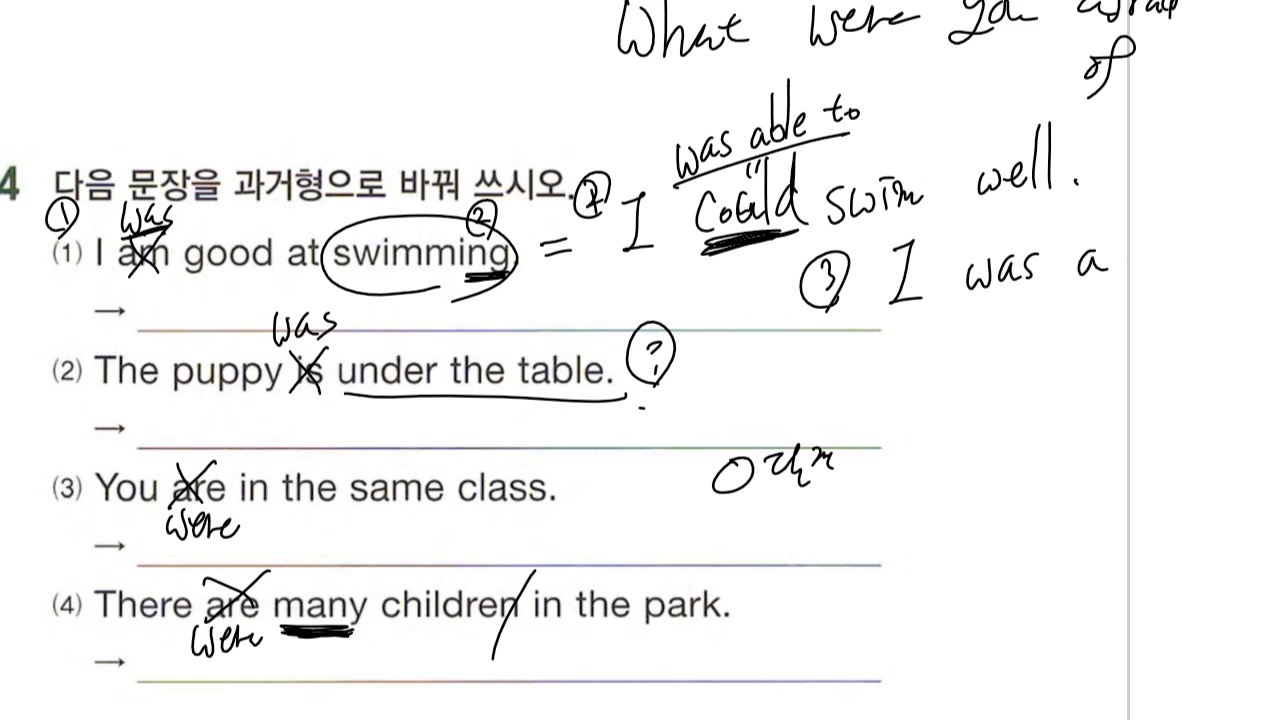 What were you
of
was able to
4 다음 문장을 과거형으로 바꿔 쓰시오. ② I could swim well.
① was ②
(1) I am good at swimming = ③ I was a
→
was
(2) The puppy is under the table. ?
→
(3) You are in the same class.
were
→
(4) There are many children / in the park.
were
→